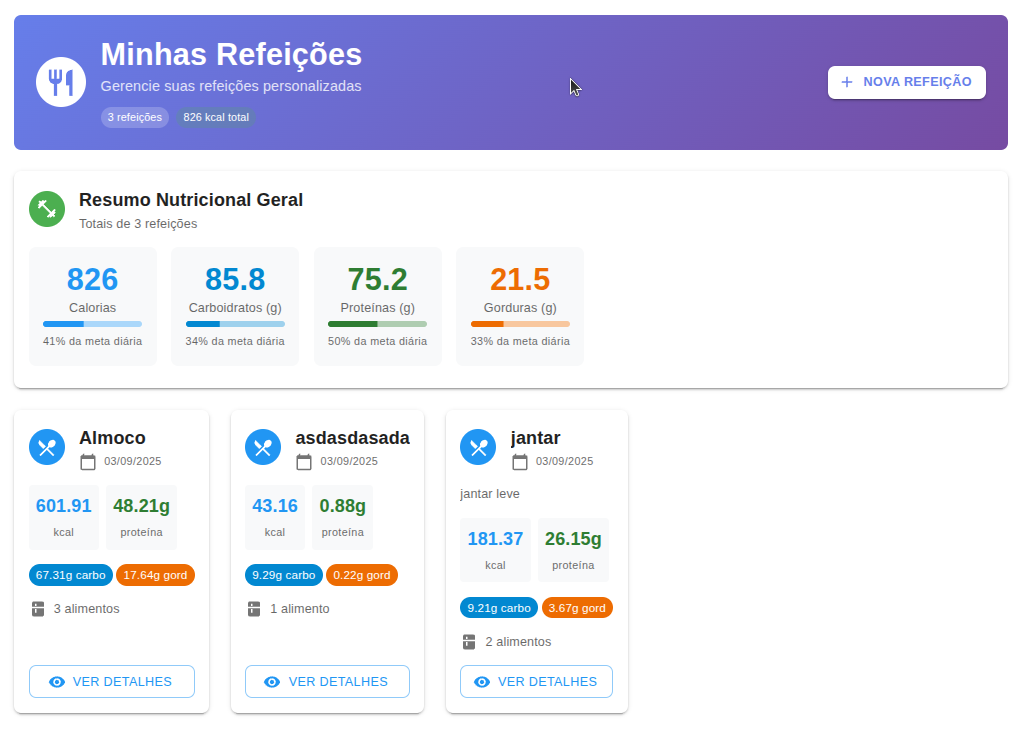 Minhas Refeições
Gerencie suas refeições personalizadas
3 refeições 826 kcal total
NOVA REFEIÇÃO
Resumo Nutricional Geral
Totais de 3 refeições
826
Calorias
41% da meta diária
85.8
Carboidratos (g)
34% da meta diária
75.2
Proteínas (g)
50% da meta diária
21.5
Gorduras (g)
33% da meta diária
Almoco
03/09/2025
601.91
kcal
48.21g
proteína
67.31g carbo 17.64g gord
3 alimentos
VER DETALHES
asdasdasada
03/09/2025
43.16
kcal
0.88g
proteína
9.29g carbo 0.22g gord
1 alimento
VER DETALHES
jantar
03/09/2025
jantar leve
181.37
kcal
26.15g
proteína
9.21g carbo 3.67g gord
2 alimentos
VER DETALHES